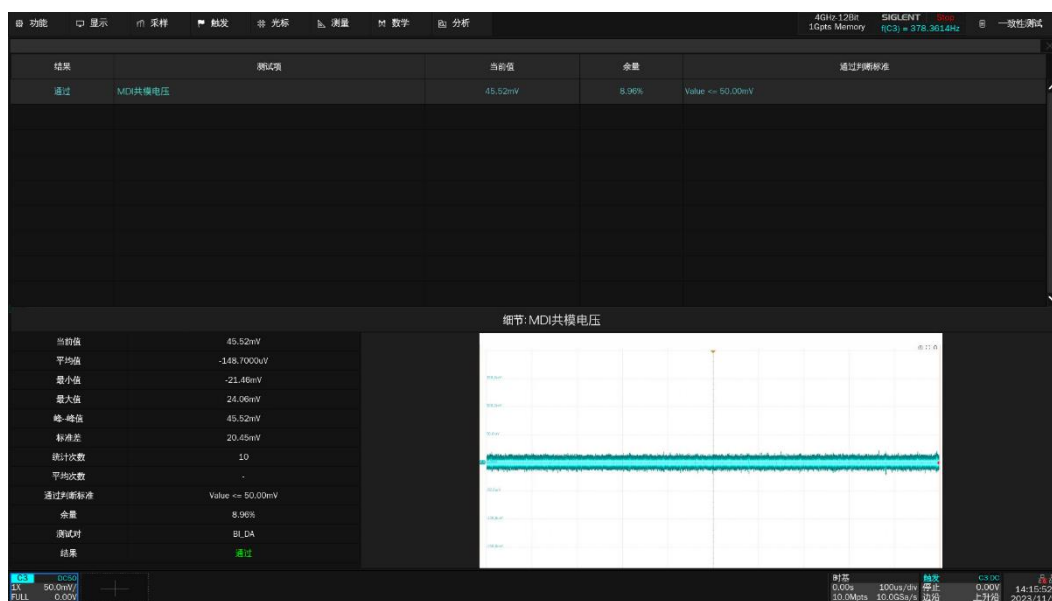 功能 显示 采样 触发 光标 测量 数学 分析 4GHz-12Bit SIGLENT Stop 一致性测试
1Gpts Memory f(C3) = 378.3614Hz
结果 测试项 当前值 余量 通过判断标准
通过 MDI共模电压 45.52mV 8.96% Value <= 50.00mV
细节: MDI共模电压
当前值 45.52mV
平均值 -148.7000uV
最小值 -21.46mV
最大值 24.06mV
峰-峰值 45.52mV
标准差 20.45mV
统计次数 10
平均次数 -
通过判断标准 Value <= 50.00mV
余量 8.96%
测试对 BI_DA
结果 通过
C3 DC50 时基 触发 C3 DC
1X 50.0mV/ 0.00s 100us/div 停止 0.00V 14:15:52
FULL 0.00V 10.0Mpts 10.0GSa/s 边沿 上升沿 2023/11/